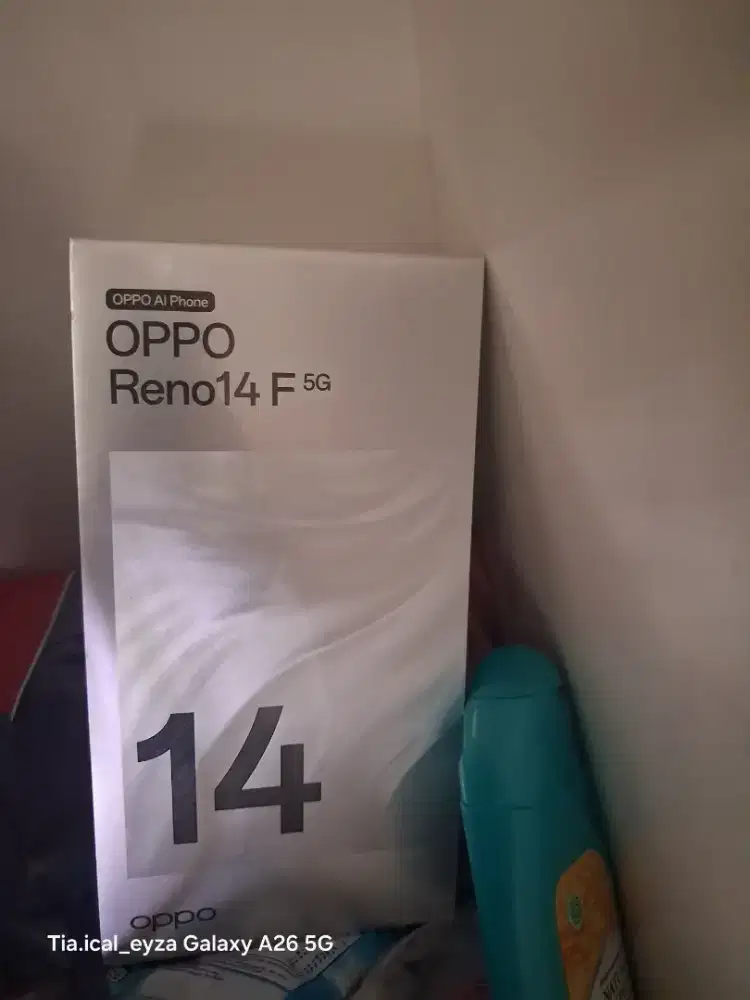 OPPO AI Phone
OPPO
Reno14 F 5G
14
oppo
Tia.ical_eyza Galaxy A26 5G